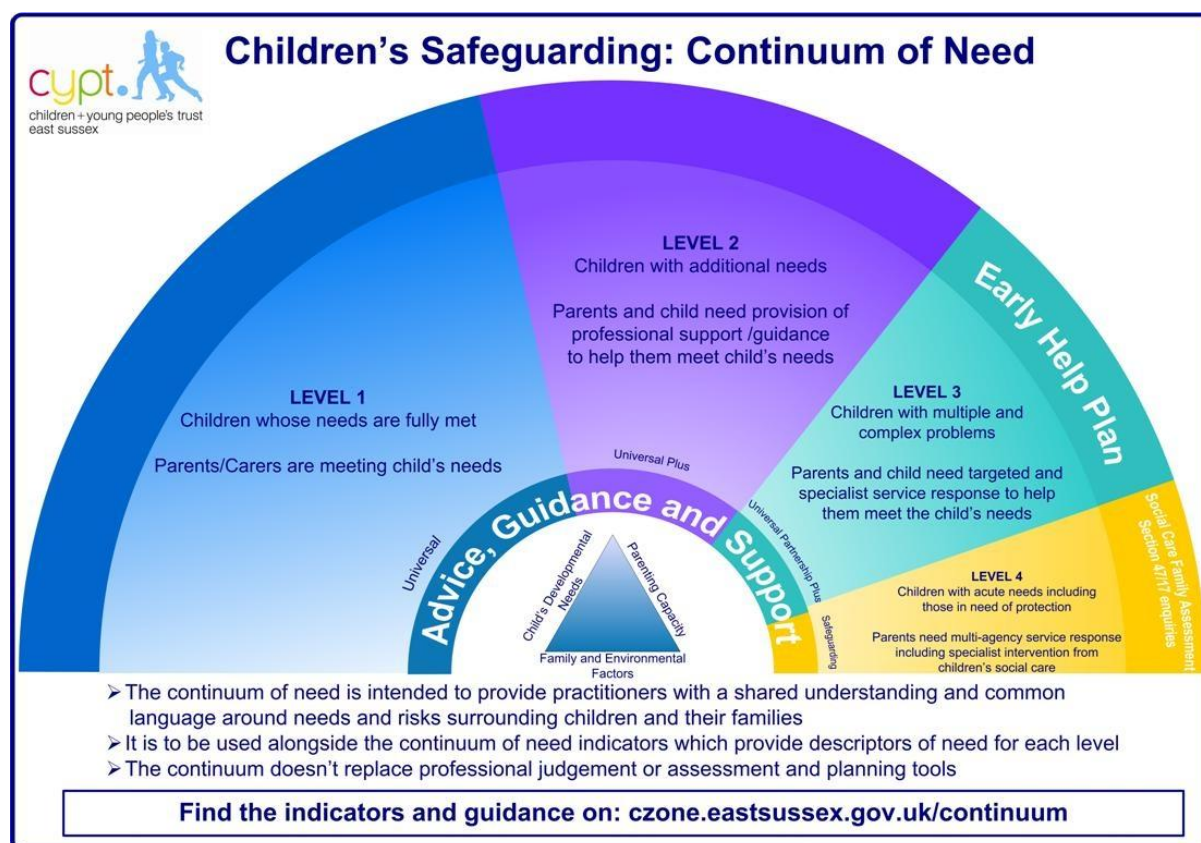 cypt.
children + young people's trust
east sussex
Children's Safeguarding: Continuum of Need
LEVEL 1
Children whose needs are fully met
Parents/Carers are meeting child's needs
LEVEL 2
Children with additional needs
Parents and child need provision of
professional support /guidance
to help them meet child's needs
LEVEL 3
Children with multiple and
complex problems
Parents and child need targeted and
specialist service response to help
them meet the child's needs
Early Help Plan
LEVEL 4
Children with acute needs including
those in need of protection
Parents need multi-agency service response
including specialist intervention from
children's social care
Social Care Family Assessment
Section 47/17 enquiries
Universal
Universal Plus
Universal Partnership Plus
Safeguarding
Advice, Guidance and Support
Child's Developmental
Needs
Parenting Capacity
Family and Environmental
Factors
➢ The continuum of need is intended to provide practitioners with a shared understanding and common
language around needs and risks surrounding children and their families
➢ It is to be used alongside the continuum of need indicators which provide descriptors of need for each level
➢ The continuum doesn't replace professional judgement or assessment and planning tools
Find the indicators and guidance on: czone.eastsussex.gov.uk/continuum